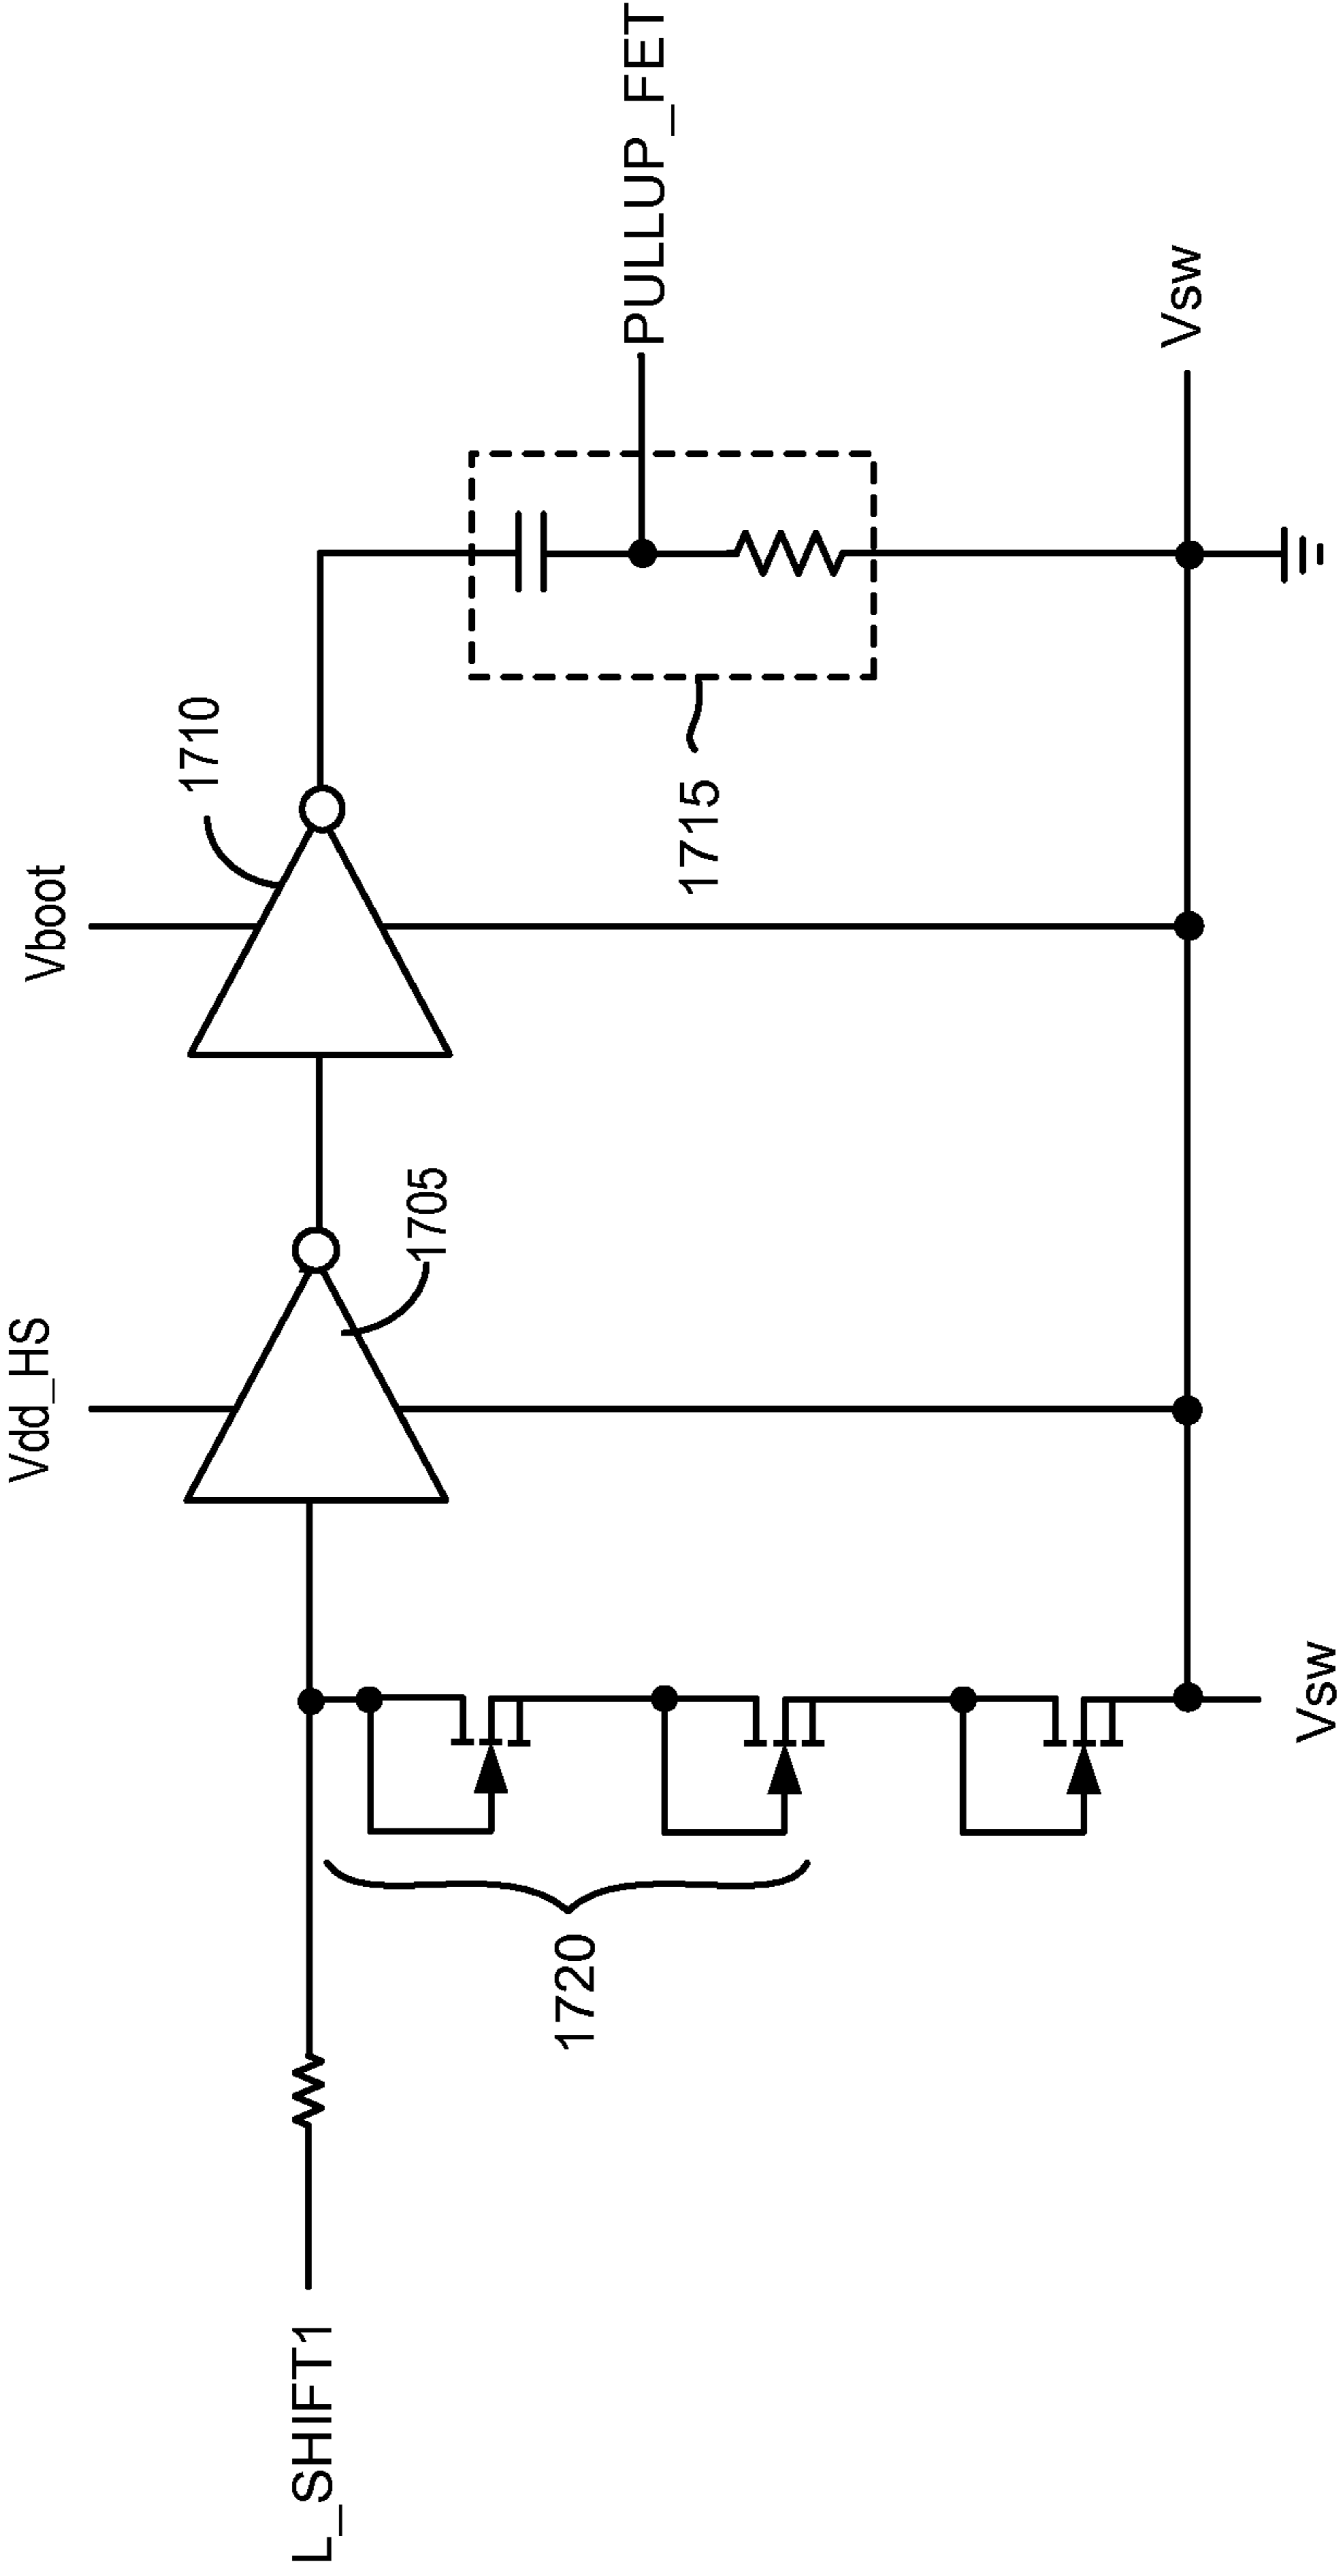 Vdd_HS
Vboot
1710
1705
L_SHIFT1
1720
1715
PULLUP_FET
Vsw
Vsw